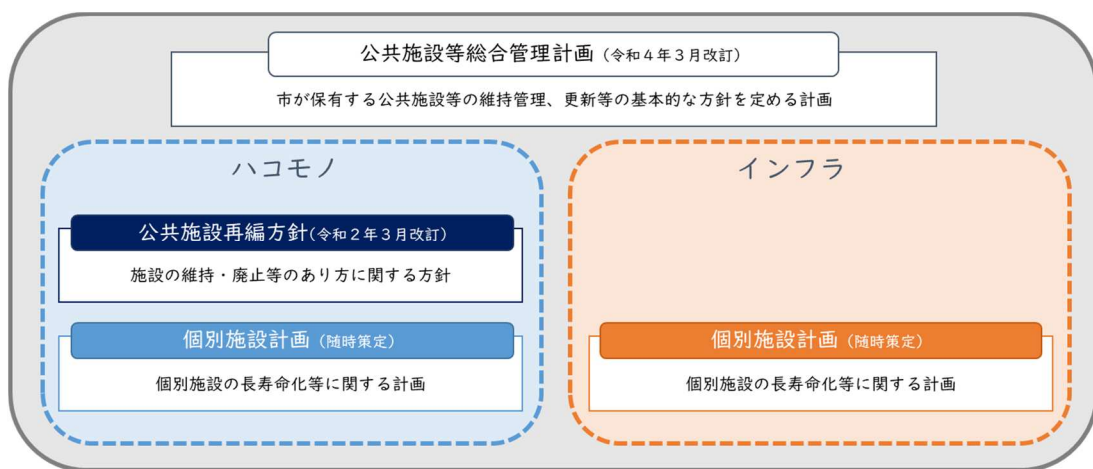 公共施設等総合管理計画（令和４年３月改訂）
市が保有する公共施設等の維持管理、更新等の基本的な方針を定める計画
ハコモノ
公共施設再編方針(令和２年３月改訂)
施設の維持・廃止等のあり方に関する方針
個別施設計画（随時策定）
個別施設の長寿命化等に関する計画
インフラ
個別施設計画（随時策定）
個別施設の長寿命化等に関する計画